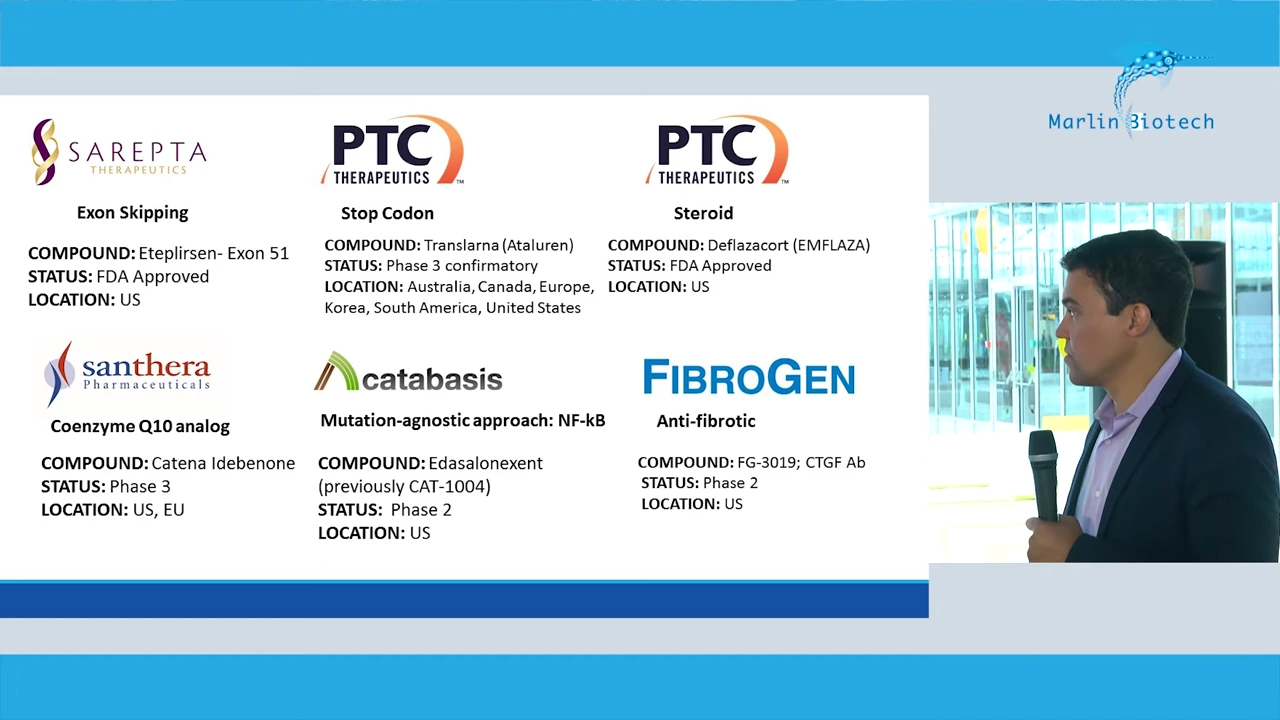 Marlin Biotech
SAREPTA
THERAPEUTICS
Exon Skipping
COMPOUND: Eteplirsen- Exon 51
STATUS: FDA Approved
LOCATION: US
PTC
THERAPEUTICS™
Stop Codon
COMPOUND: Translarna (Ataluren)
STATUS: Phase 3 confirmatory
LOCATION: Australia, Canada, Europe,
Korea, South America, United States
PTC
THERAPEUTICS™
Steroid
COMPOUND: Deflazacort (EMFLAZA)
STATUS: FDA Approved
LOCATION: US
santhera
Pharmaceuticals
Coenzyme Q10 analog
COMPOUND: Catena Idebenone
STATUS: Phase 3
LOCATION: US, EU
catabasis
Mutation-agnostic approach: NF-kB
COMPOUND: Edasalonexent
(previously CAT-1004)
STATUS: Phase 2
LOCATION: US
FIBROGEN
Anti-fibrotic
COMPOUND: FG-3019; CTGF Ab
STATUS: Phase 2
LOCATION: US